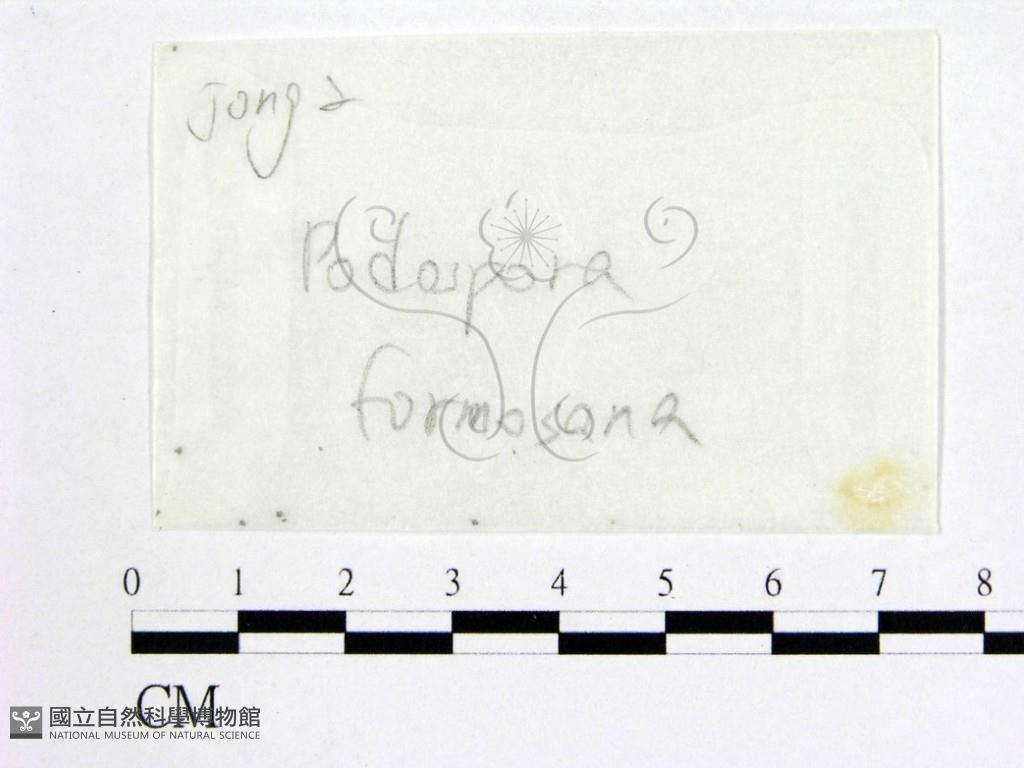 Jong 2
Podospora
formosana
0 1 2 3 4 5 6 7 8
CM
國立自然科學博物館
NATIONAL MUSEUM OF NATURAL SCIENCE